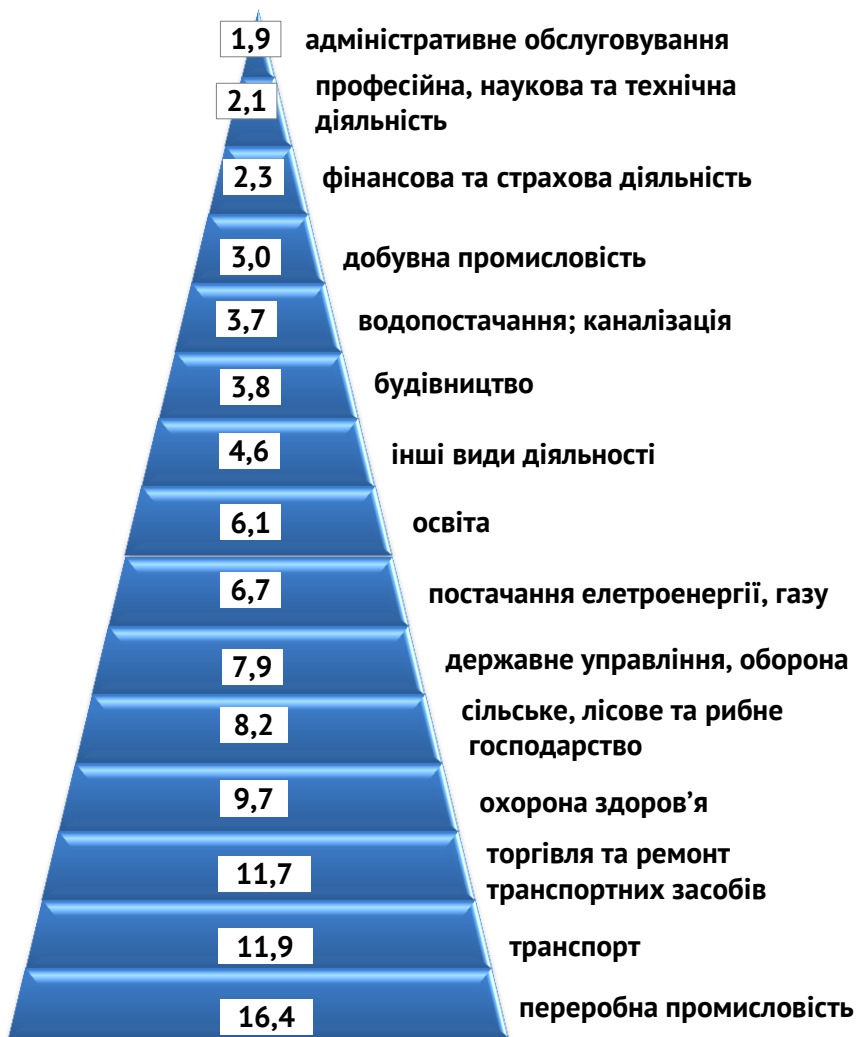 1,9 адміністративне обслуговування
2,1 професійна, наукова та технічна
діяльність
2,3 фінансова та страхова діяльність
3,0 добувна промисловість
3,7 водопостачання; каналізація
3,8 будівництво
4,6 інші види діяльності
6,1 освіта
6,7 постачання елетроенергії, газу
7,9 державне управління, оборона
8,2 сільське, лісове та рибне
господарство
9,7 охорона здоров’я
11,7 торгівля та ремонт
транспортних засобів
11,9 транспорт
16,4 переробна промисловість